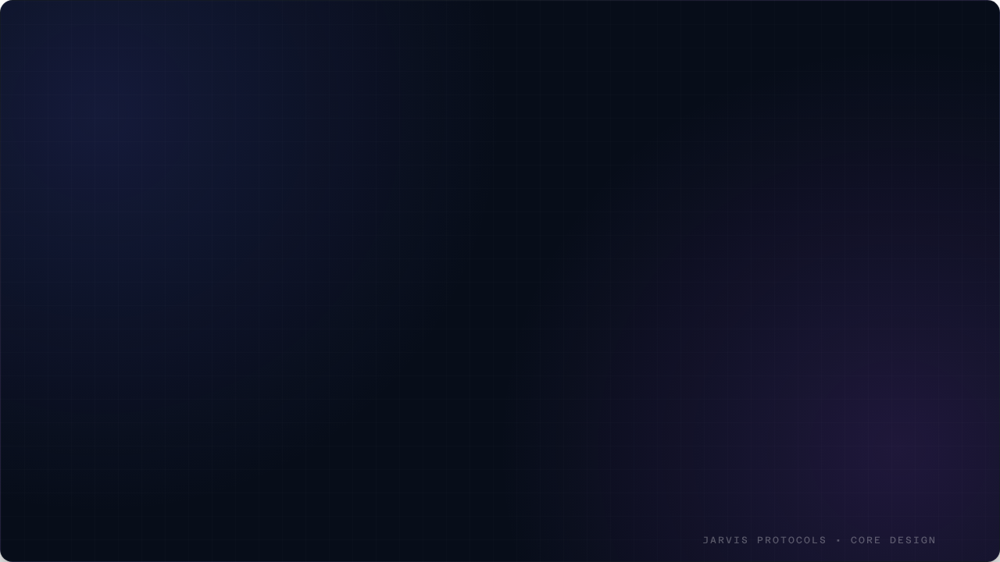 JARVIS PROTOCOLS • CORE DESIGN